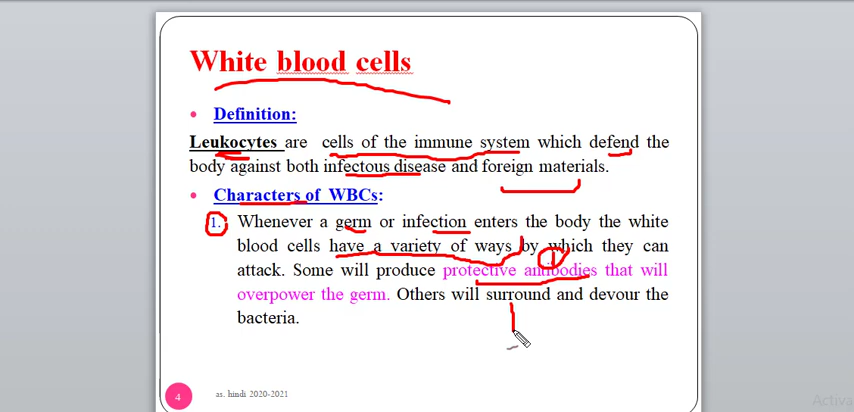 White blood cells
• Definition:
Leukocytes are cells of the immune system which defend the
body against both infectous disease and foreign materials.
• Characters of WBCs:
1. Whenever a germ or infection enters the body the white
blood cells have a variety of ways by which they can
1
attack. Some will produce protective antibodies that will
overpower the germ. Others will surround and devour the
bacteria.
4
as. hindi 2020-2021
Activa